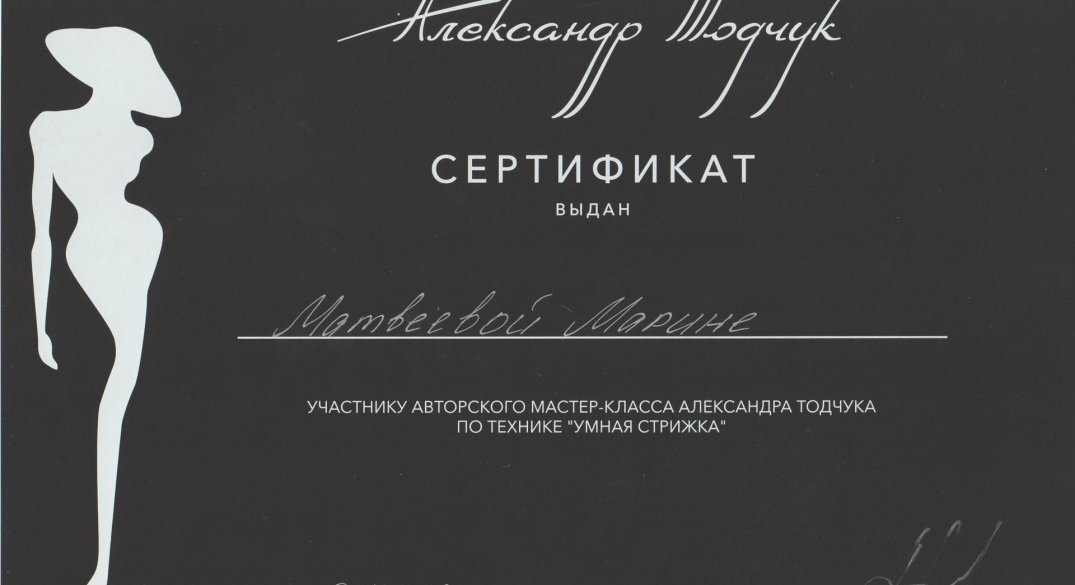 Александр Тодчук
СЕРТИФИКАТ
ВЫДАН
Матвеевой Марине
УЧАСТНИКУ АВТОРСКОГО МАСТЕР-КЛАССА АЛЕКСАНДРА ТОДЧУКА
ПО ТЕХНИКЕ "УМНАЯ СТРИЖКА"